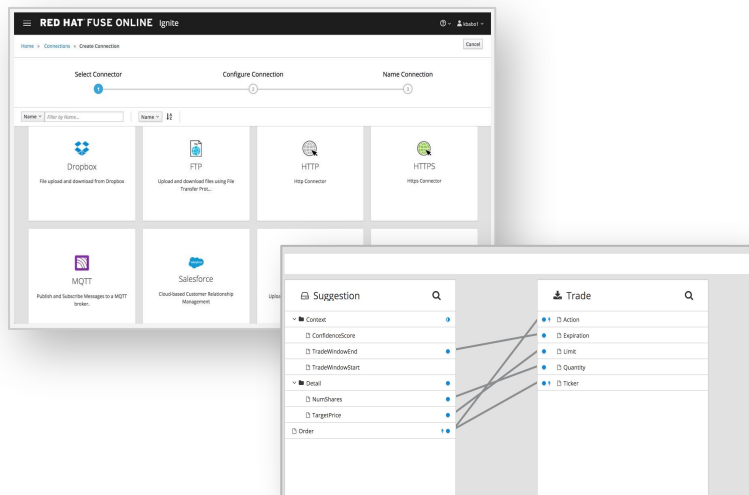 RED HAT FUSE ONLINE Ignite
kbabo1
Home > Connections > Create Connection
Cancel
Select Connector
Configure Connection
Name Connection
1
2
3
Name
Filter by Name...
Name
Dropbox
File upload and download from Dropbox
FTP
Upload and download files using File
Transfer Prot...
HTTP
Http Connector
HTTPS
Https Connector
MQTT
Publish and Subscribe Messages to a MQTT
broker.
Salesforce
Cloud-based Customer Relationship
Management
Suggestion
Context
ConfidenceScore
TradeWindowEnd
TradeWindowStart
Detail
NumShares
TargetPrice
Order
Trade
Action
Expiration
Limit
Quantity
Ticker